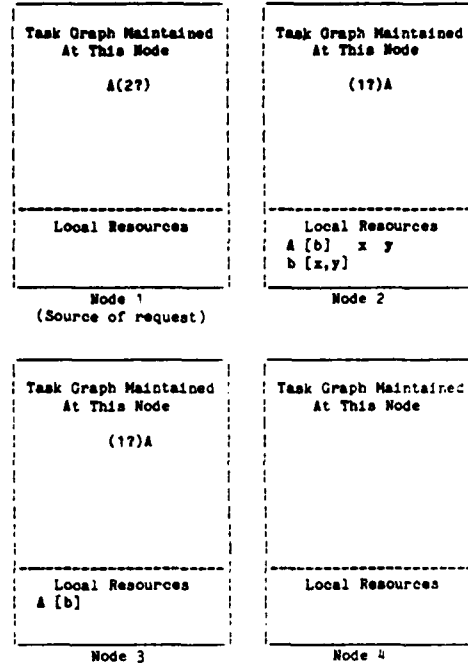 Task Graph Maintained
At This Node
A(2?)
Local Resources
Node 1
(Source of request)
Task Graph Maintained
At This Node
(1?)A
Local Resources
A [b] x y
b [x,y]
Node 2
Task Graph Maintained
At This Node
(1?)A
Local Resources
A [b]
Node 3
Task Graph Maintained
At This Node
Local Resources
Node 4